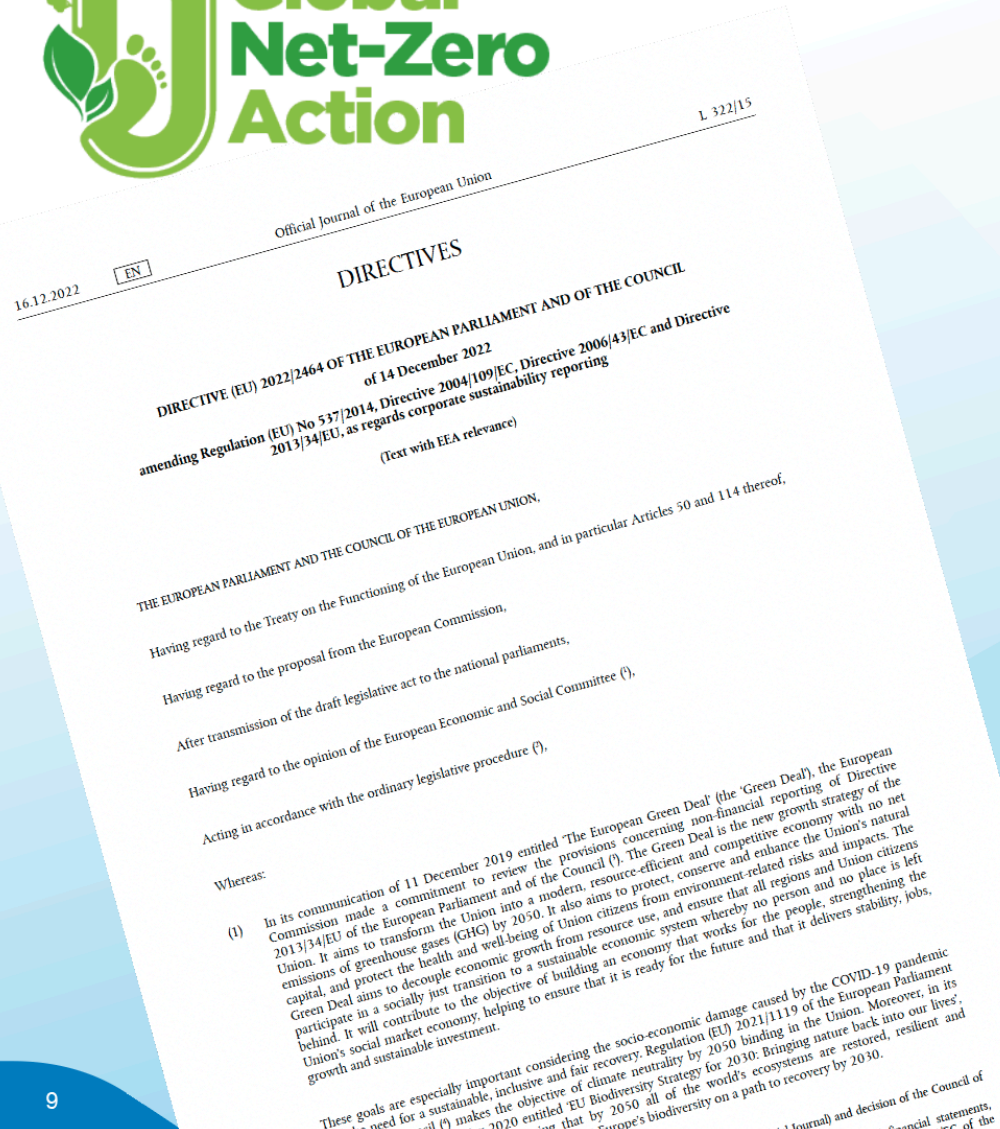 Global
Net-Zero
Action
16.12.2022
EN
Official Journal of the European Union
L 322/15
DIRECTIVES
DIRECTIVE (EU) 2022/2464 OF THE EUROPEAN PARLIAMENT AND OF THE COUNCIL
of 14 December 2022
amending Regulation (EU) No 537/2014, Directive 2004/109/EC, Directive 2006/43/EC and Directive
2013/34/EU, as regards corporate sustainability reporting
(Text with EEA relevance)
THE EUROPEAN PARLIAMENT AND THE COUNCIL OF THE EUROPEAN UNION,
Having regard to the Treaty on the Functioning of the European Union, and in particular Articles 50 and 114 thereof,
Having regard to the proposal from the European Commission,
After transmission of the draft legislative act to the national parliaments,
Having regard to the opinion of the European Economic and Social Committee (¹),
Acting in accordance with the ordinary legislative procedure (²),
Whereas:
(1) In its communication of 11 December 2019 entitled ‘The European Green Deal’ (the ‘Green Deal’), the European
Commission made a commitment to review the provisions concerning non-financial reporting of Directive
2013/34/EU of the European Parliament and of the Council (³). The Green Deal is the new growth strategy of the
Union. It aims to transform the Union into a modern, resource-efficient and competitive economy with no net
emissions of greenhouse gases (GHG) by 2050. It also aims to protect, conserve and enhance the Union’s natural
capital, and protect the health and well-being of Union citizens from environment-related risks and impacts. The
Green Deal aims to decouple economic growth from resource use, and ensure that all regions and Union citizens
participate in a socially just transition to a sustainable economic system whereby no person and no place is left
behind. It will contribute to the objective of building an economy that works for the people, strengthening the
Union’s social market economy, helping to ensure that it is ready for the future and that it delivers stability, jobs,
growth and sustainable investment.
These goals are especially important considering the socio-economic damage caused by the COVID-19 pandemic
need for a sustainable, inclusive and fair recovery. Regulation (EU) 2021/1119 of the European Parliament
(⁴) makes the objective of climate neutrality by 2050 binding in the Union. Moreover, in its
2020 entitled ‘EU Biodiversity Strategy for 2030: Bringing nature back into our lives’,
that by 2050 all of the world’s ecosystems are restored, resilient and
Europe’s biodiversity on a path to recovery by 2030.
Journal) and decision of the Council of
financial statements,
of the
9